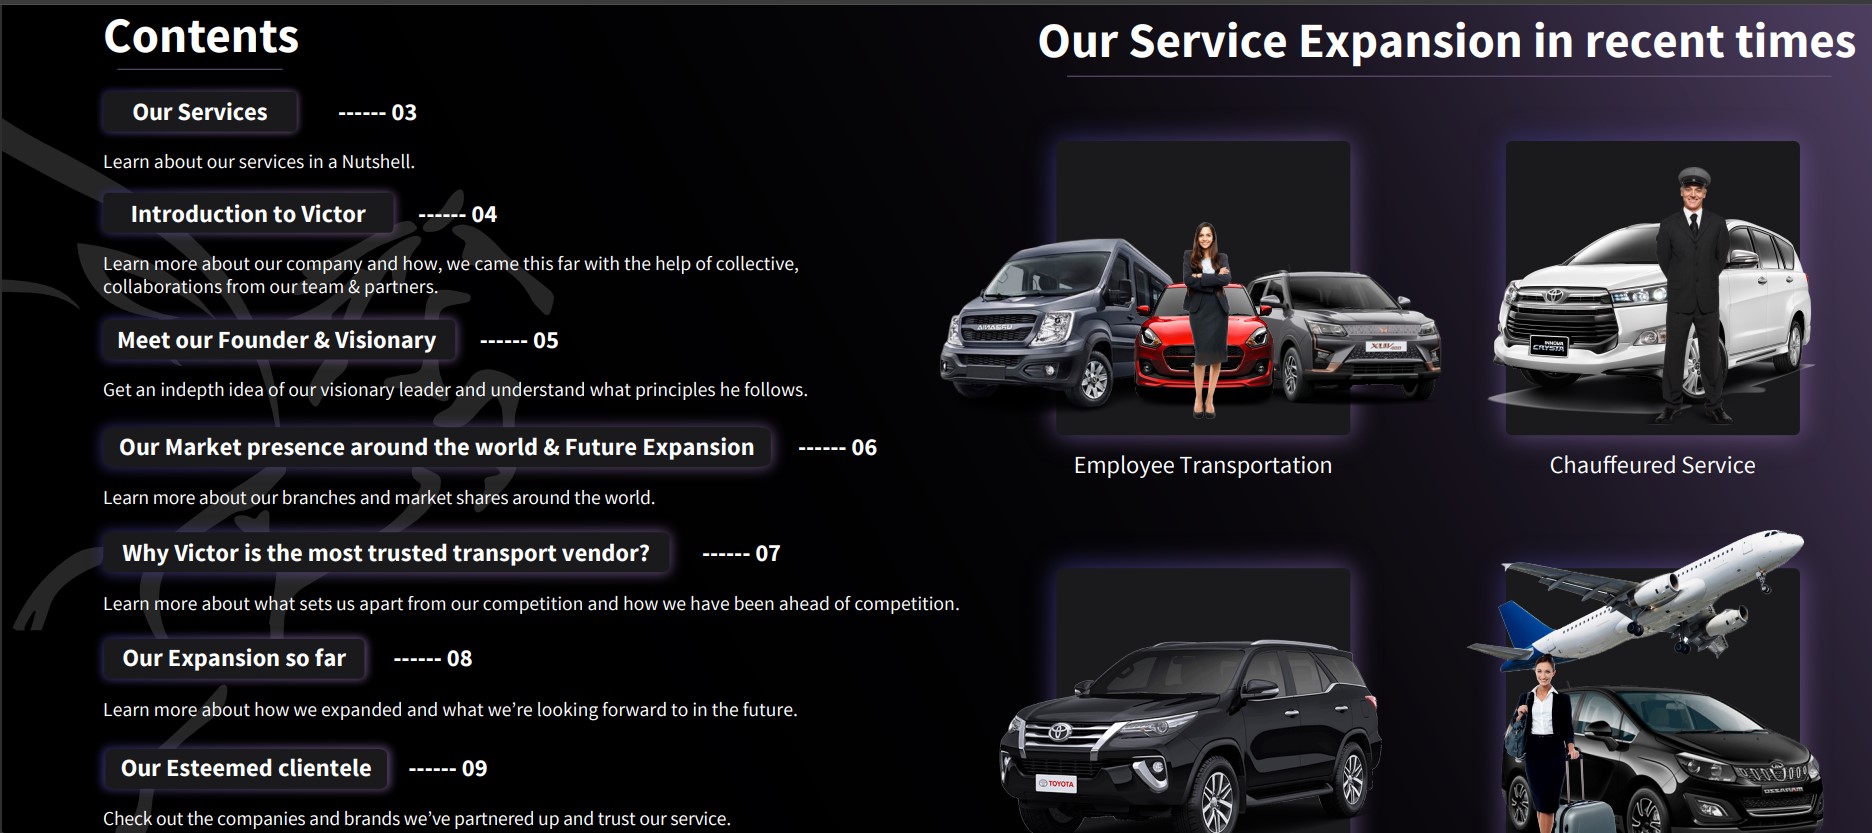 Contents
Our Services ------ 03
Learn about our services in a Nutshell.
Introduction to Victor ------ 04
Learn more about our company and how, we came this far with the help of collective,
collaborations from our team & partners.
Meet our Founder & Visionary ------ 05
Get an indepth idea of our visionary leader and understand what principles he follows.
Our Market presence around the world & Future Expansion ------ 06
Learn more about our branches and market shares around the world.
Why Victor is the most trusted transport vendor? ------ 07
Learn more about what sets us apart from our competition and how we have been ahead of competition.
Our Expansion so far ------ 08
Learn more about how we expanded and what we’re looking forward to in the future.
Our Esteemed clientele ------ 09
Check out the companies and brands we’ve partnered up and trust our service.
Our Service Expansion in recent times
INNOVA
CRYSTA
Employee Transportation
Chauffeured Service
TOYOTA